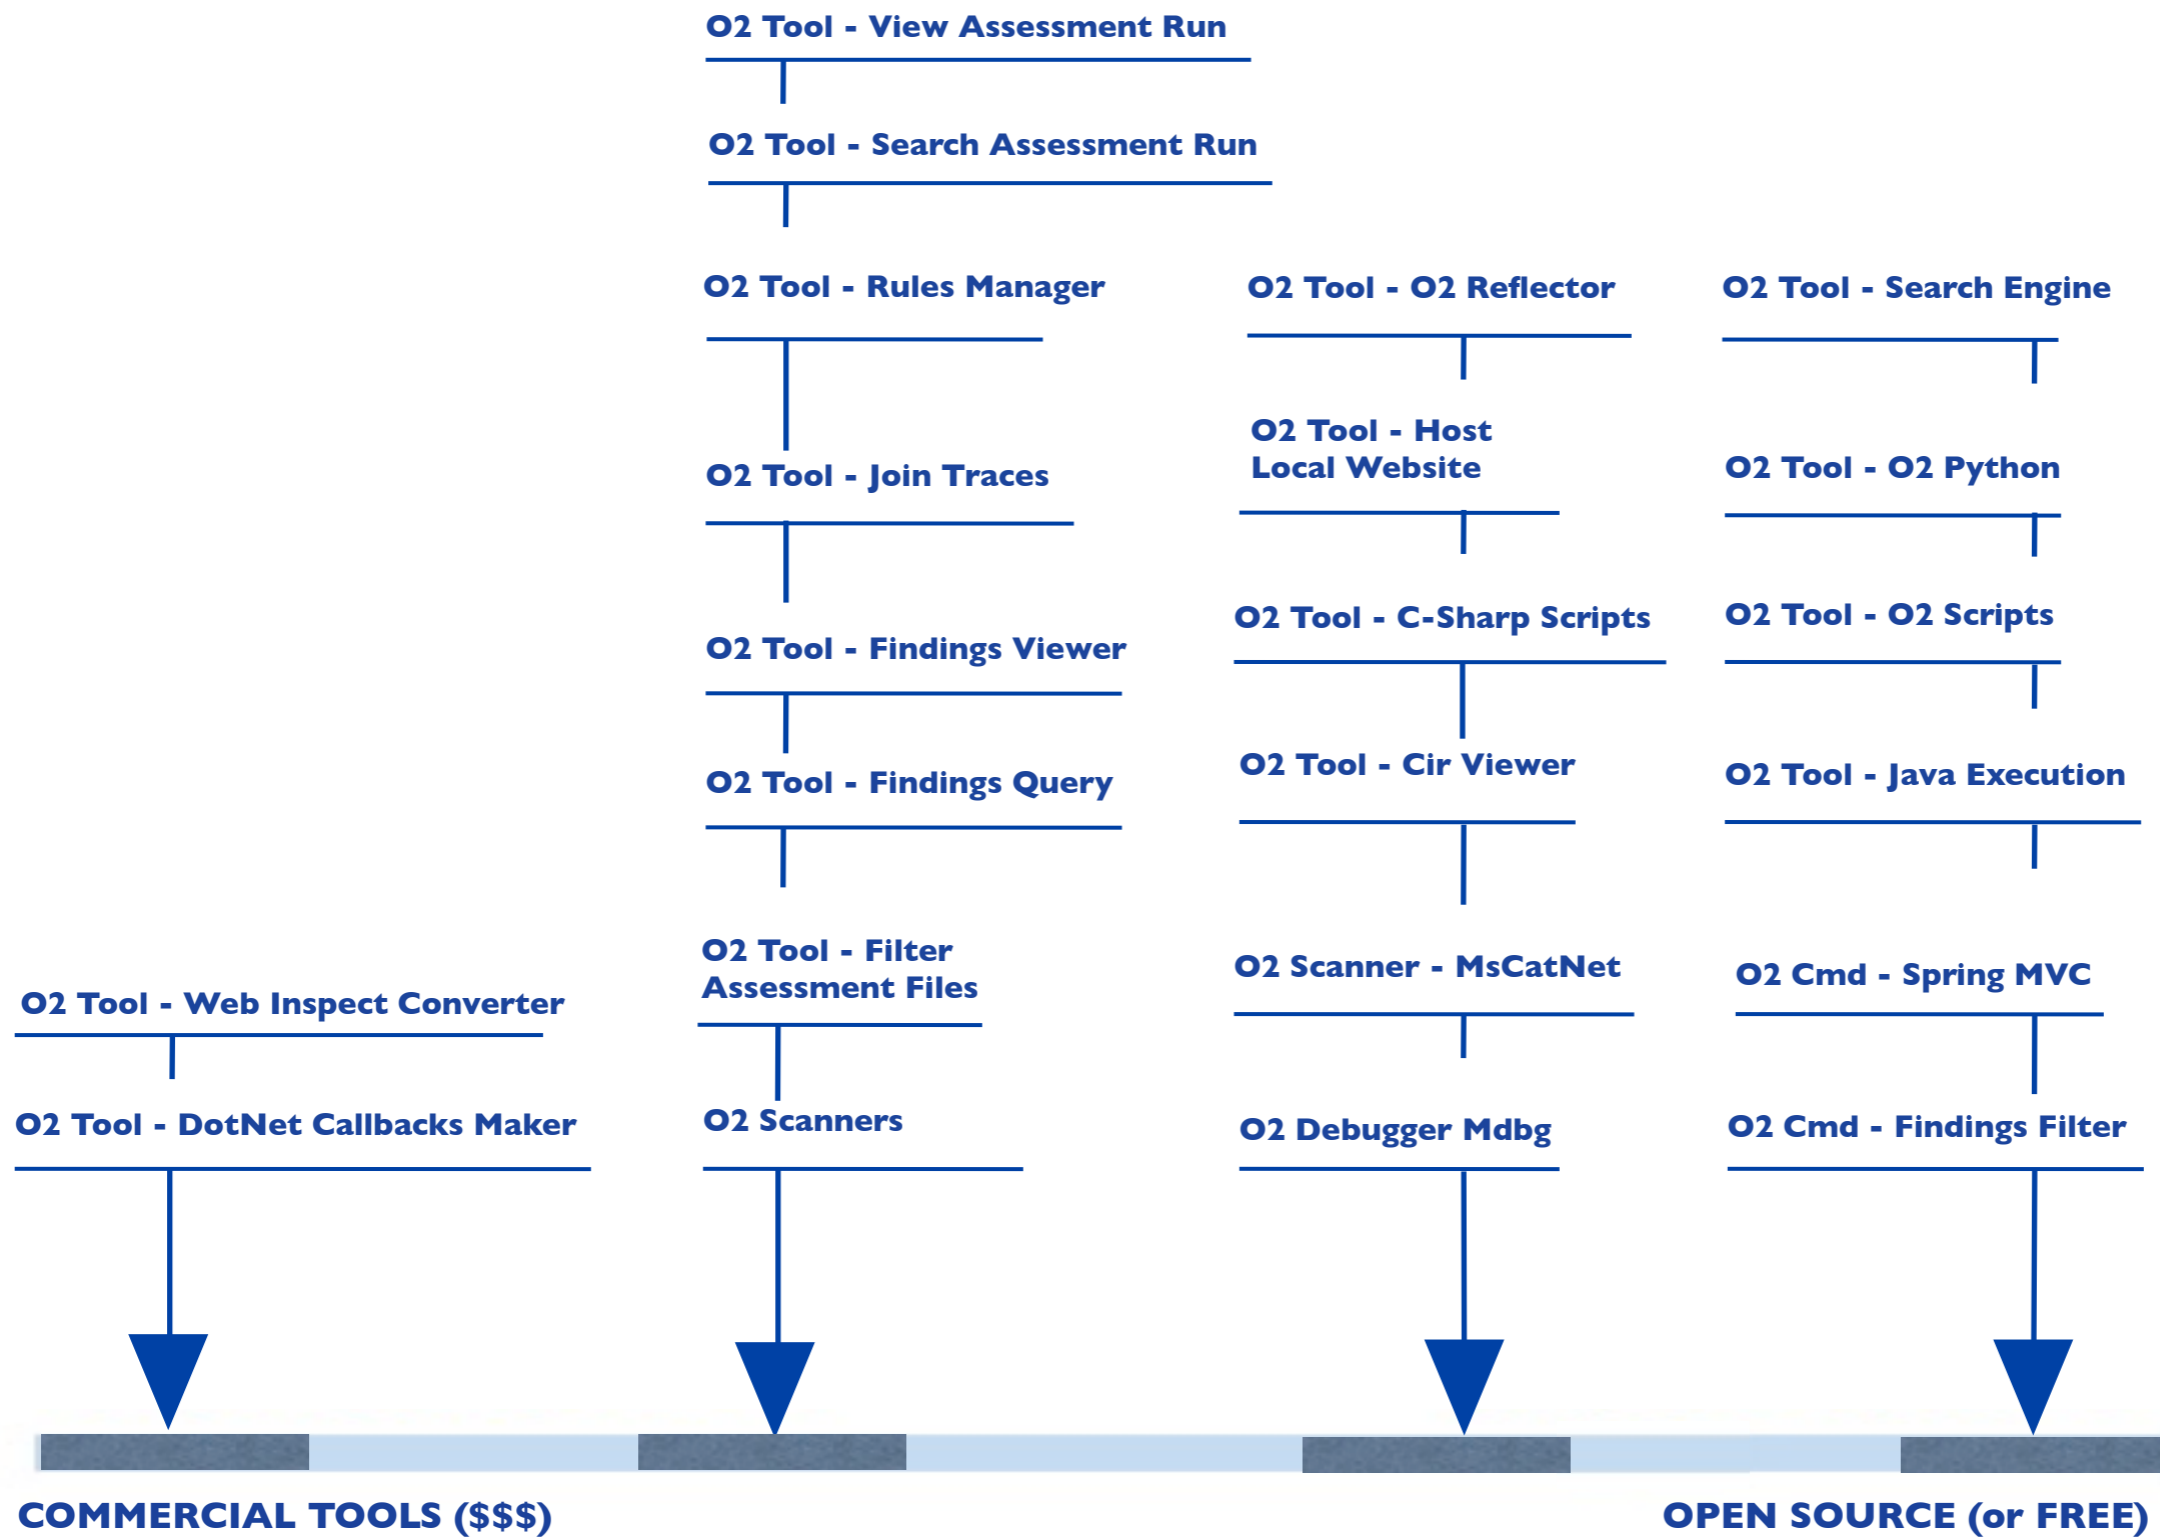 O2 Tool - View Assessment Run
O2 Tool - Search Assessment Run
O2 Tool - Rules Manager
O2 Tool - Join Traces
O2 Tool - Findings Viewer
O2 Tool - Findings Query
O2 Tool - Filter
Assessment Files
O2 Scanners
O2 Tool - Web Inspect Converter
O2 Tool - DotNet Callbacks Maker
O2 Tool - O2 Reflector
O2 Tool - Host
Local Website
O2 Tool - C-Sharp Scripts
O2 Tool - Cir Viewer
O2 Scanner - MsCatNet
O2 Debugger Mdbg
O2 Tool - Search Engine
O2 Tool - O2 Python
O2 Tool - O2 Scripts
O2 Tool - Java Execution
O2 Cmd - Spring MVC
O2 Cmd - Findings Filter
COMMERCIAL TOOLS ($$$)
OPEN SOURCE (or FREE)